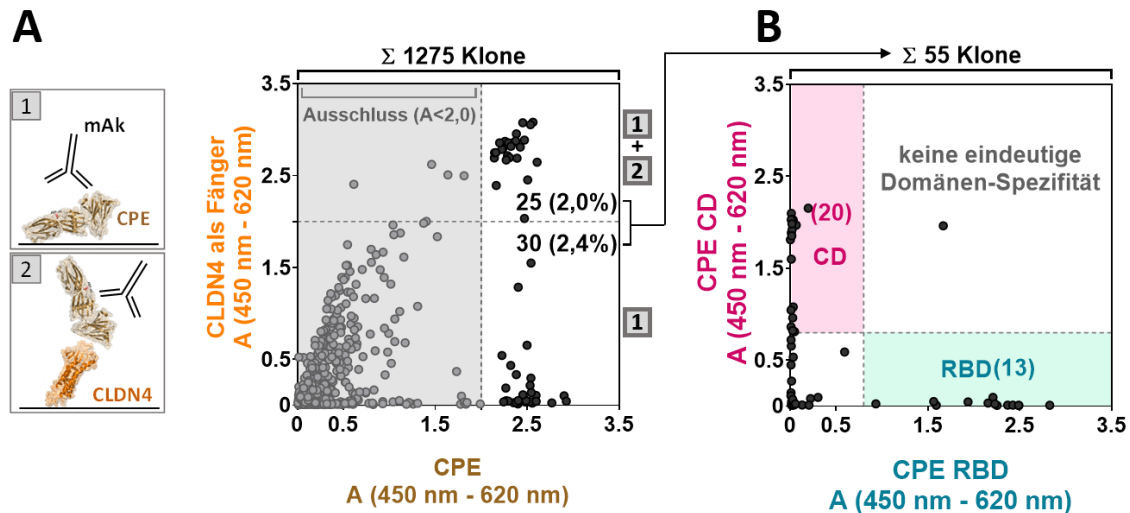 A
1
mAk
CPE
2
CLDN4
Σ 1275 Klone
3.5
2.5
1.5
0.5
0
0
0.5
1.5
2.5
3.5
Ausschluss (A<2,0)
CLDN4 als Fänger
A (450 nm - 620 nm)
CPE
A (450 nm - 620 nm)
25 (2,0%)
30 (2,4%)
1
+
2
1
B
Σ 55 Klone
3.5
2.5
1.5
0.5
0
0
0.5
1.5
2.5
3.5
CPE CD
A (450 nm - 620 nm)
(20)
CD
keine eindeutige
Domänen-Spezifität
RBD(13)
CPE RBD
A (450 nm - 620 nm)